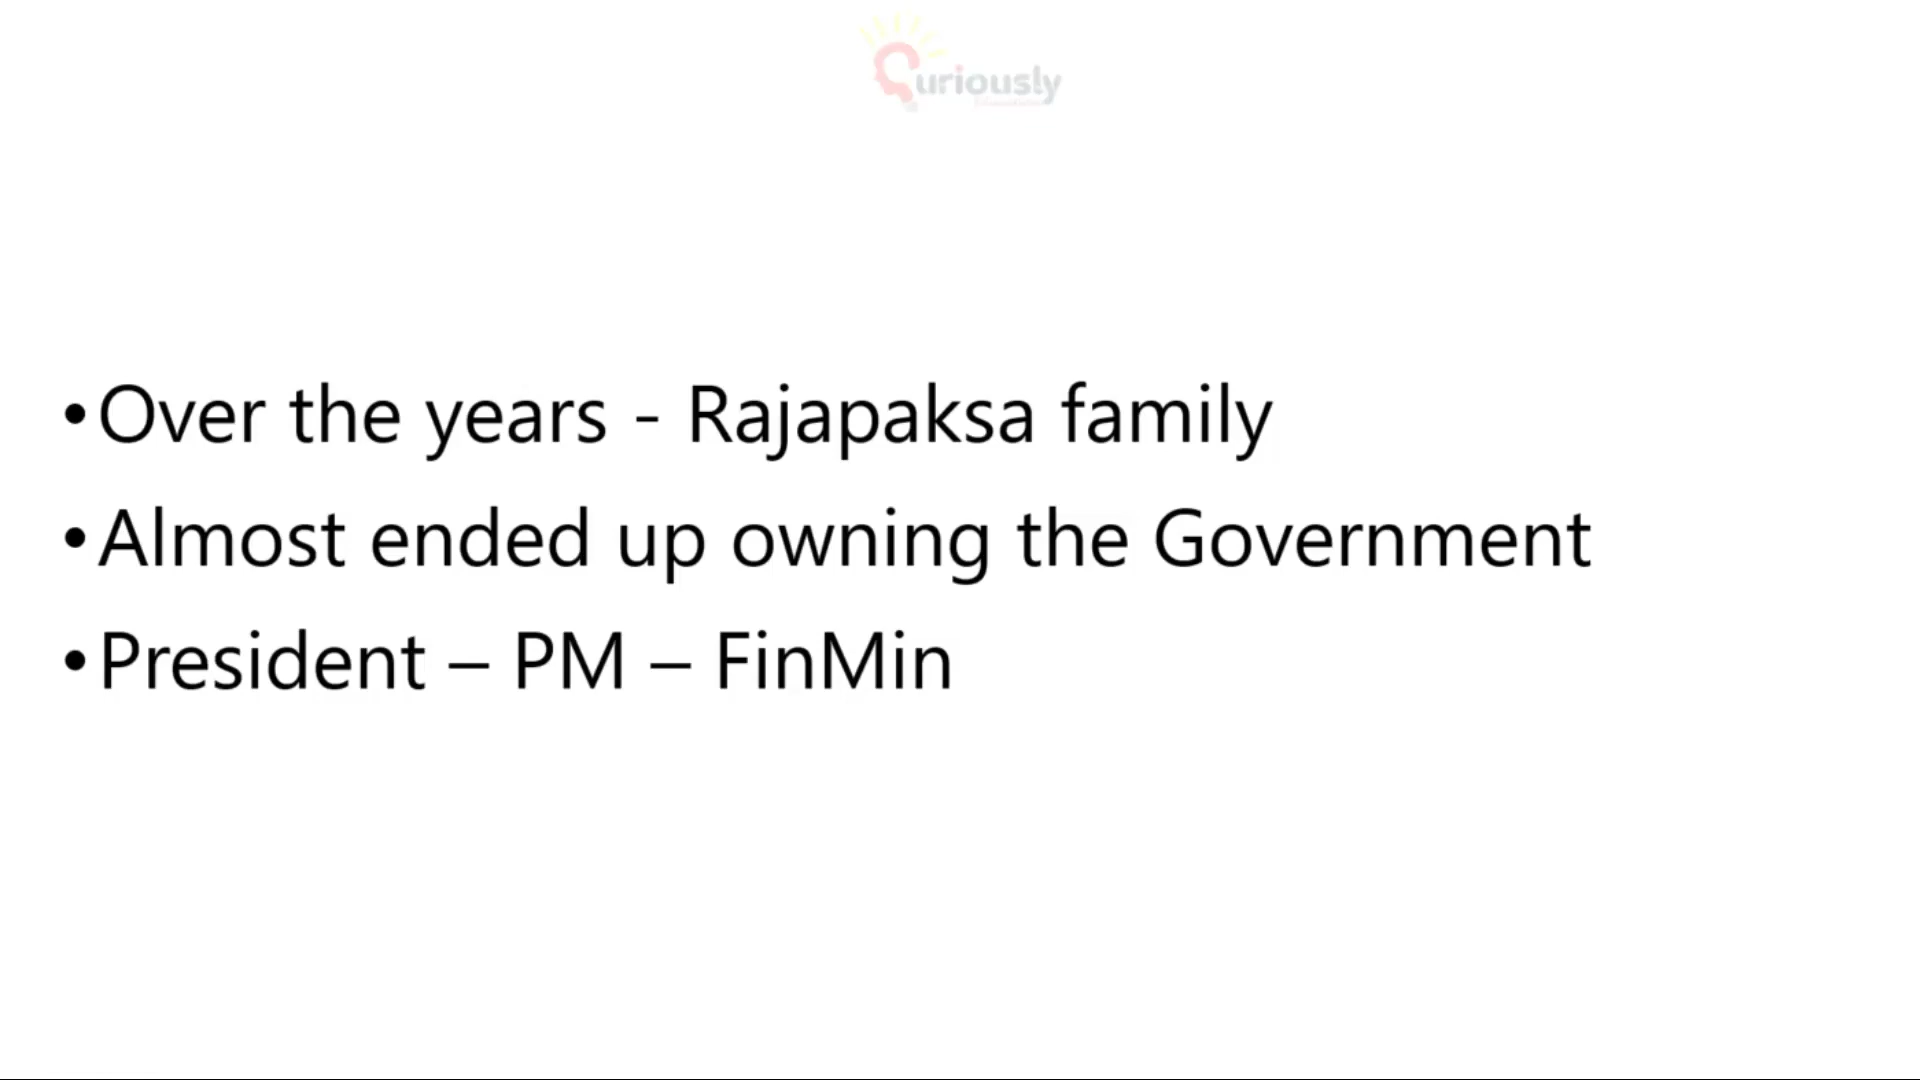 Curiously
•Over the years - Rajapaksa family
•Almost ended up owning the Government
•President – PM – FinMin